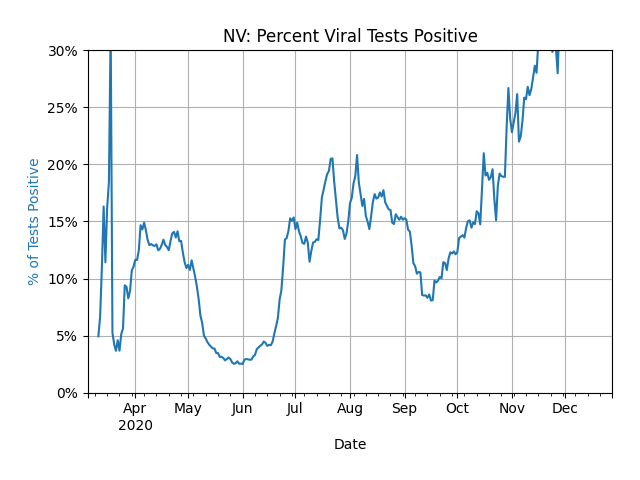 NV: Percent Viral Tests Positive
% of Tests Positive
30%
25%
20%
15%
10%
5%
0%
Apr May Jun Jul Aug Sep Oct Nov Dec
2020
Date